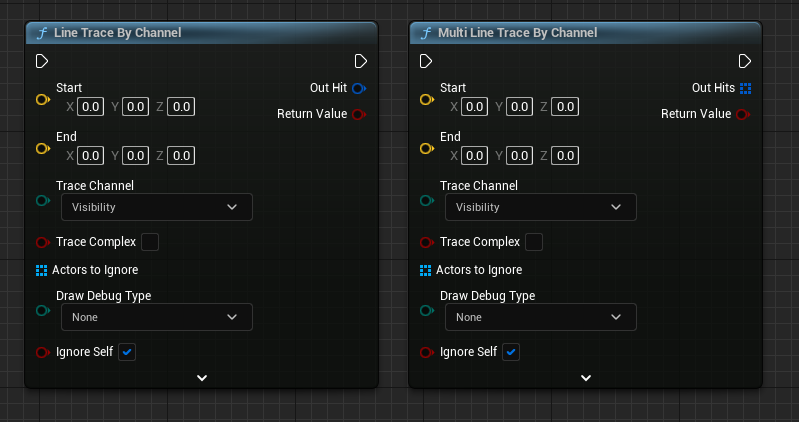 Line Trace By Channel
Start
Out Hit
X 0.0 Y 0.0 Z 0.0
Return Value
End
X 0.0 Y 0.0 Z 0.0
Trace Channel
Visibility
Trace Complex
Actors to Ignore
Draw Debug Type
None
Ignore Self
Multi Line Trace By Channel
Start
Out Hits
X 0.0 Y 0.0 Z 0.0
Return Value
End
X 0.0 Y 0.0 Z 0.0
Trace Channel
Visibility
Trace Complex
Actors to Ignore
Draw Debug Type
None
Ignore Self